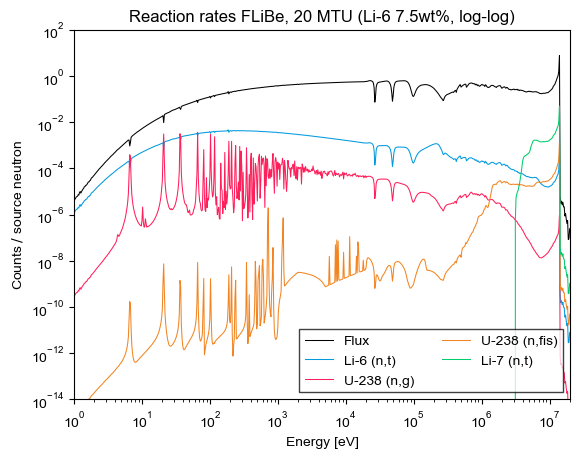 Reaction rates FLiBe, 20 MTU (Li-6 7.5wt%, log-log)
Counts / source neutron
10^2
10^0
10^-2
10^-4
10^-6
10^-8
10^-10
10^-12
10^-14
Flux
Li-6 (n,t)
U-238 (n,g)
U-238 (n,fis)
Li-7 (n,t)
10^0 10^1 10^2 10^3 10^4 10^5 10^6 10^7
Energy [eV]